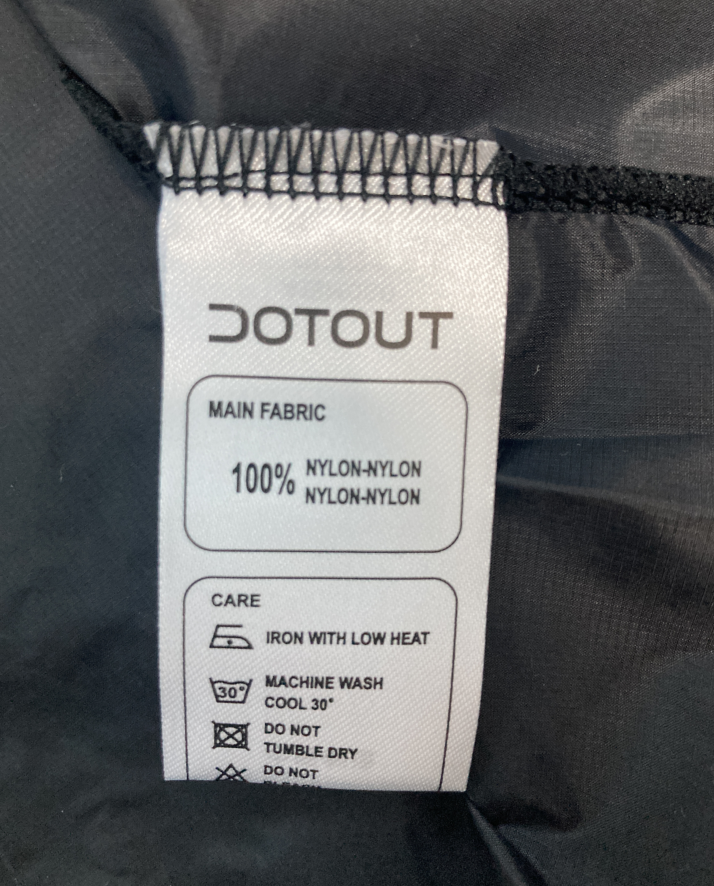 DOTOUT
MAIN FABRIC
100% NYLON-NYLON
NYLON-NYLON
CARE
IRON WITH LOW HEAT
30° MACHINE WASH
COOL 30°
DO NOT
TUMBLE DRY
DO NOT